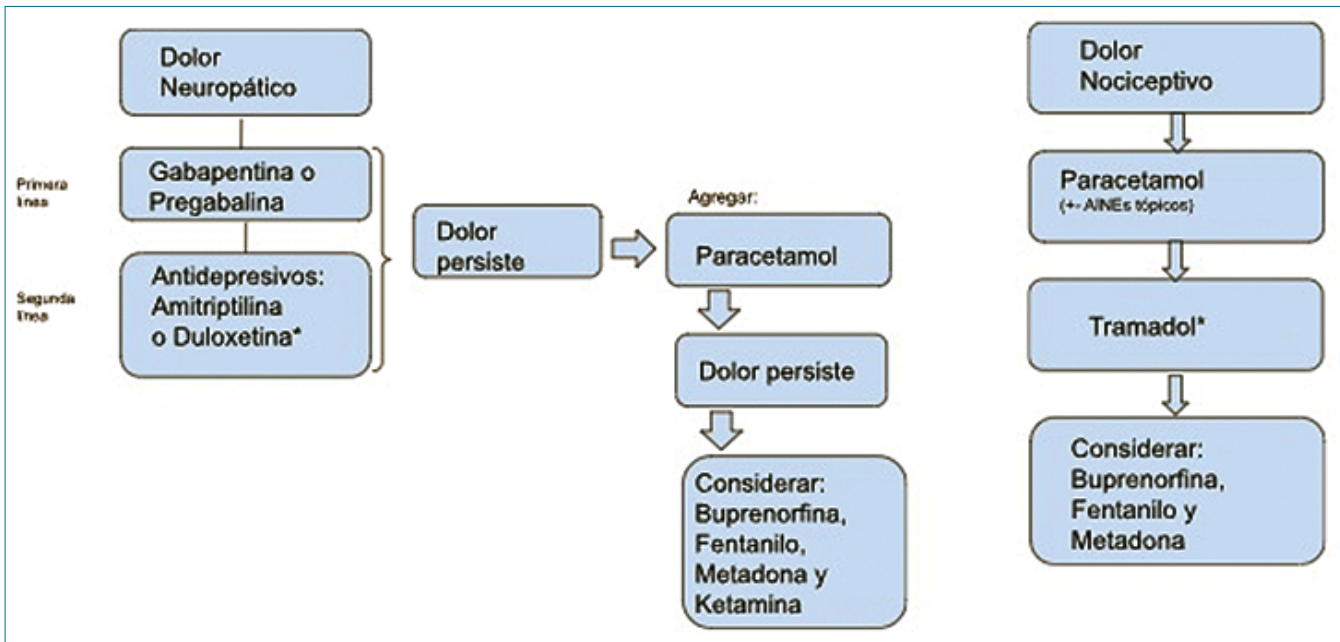 Dolor
Neuropático
Primera
línea
Gabapentina o
Pregabalina
Segunda
línea
Antidepresivos:
Amitriptilina
o Duloxetina*
Dolor
persiste
Agregar:
Paracetamol
Dolor persiste
Considerar:
Buprenorfina,
Fentanilo,
Metadona y
Ketamina
Dolor
Nociceptivo
Paracetamol
(+- AINEs tópicos)
Tramadol*
Considerar:
Buprenorfina,
Fentanilo y
Metadona